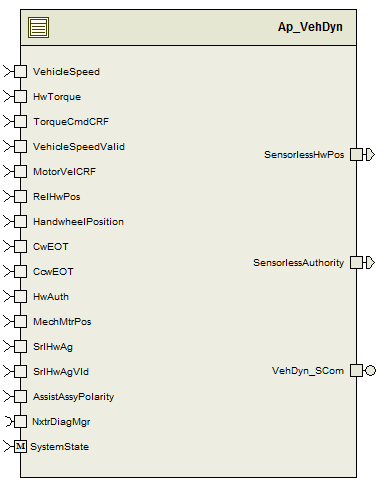 Ap_VehDyn
VehicleSpeed
HwTorque
TorqueCmdCRF
VehicleSpeedValid
MotorVelCRF
RelHwPos
HandwheelPosition
CwEOT
CcwEOT
HwAuth
MechMtrPos
SrlHwAg
SrlHwAgVld
AssistAssyPolarity
NxtrDiagMgr
M SystemState
SensorlessHwPos
SensorlessAuthority
VehDyn_SCom